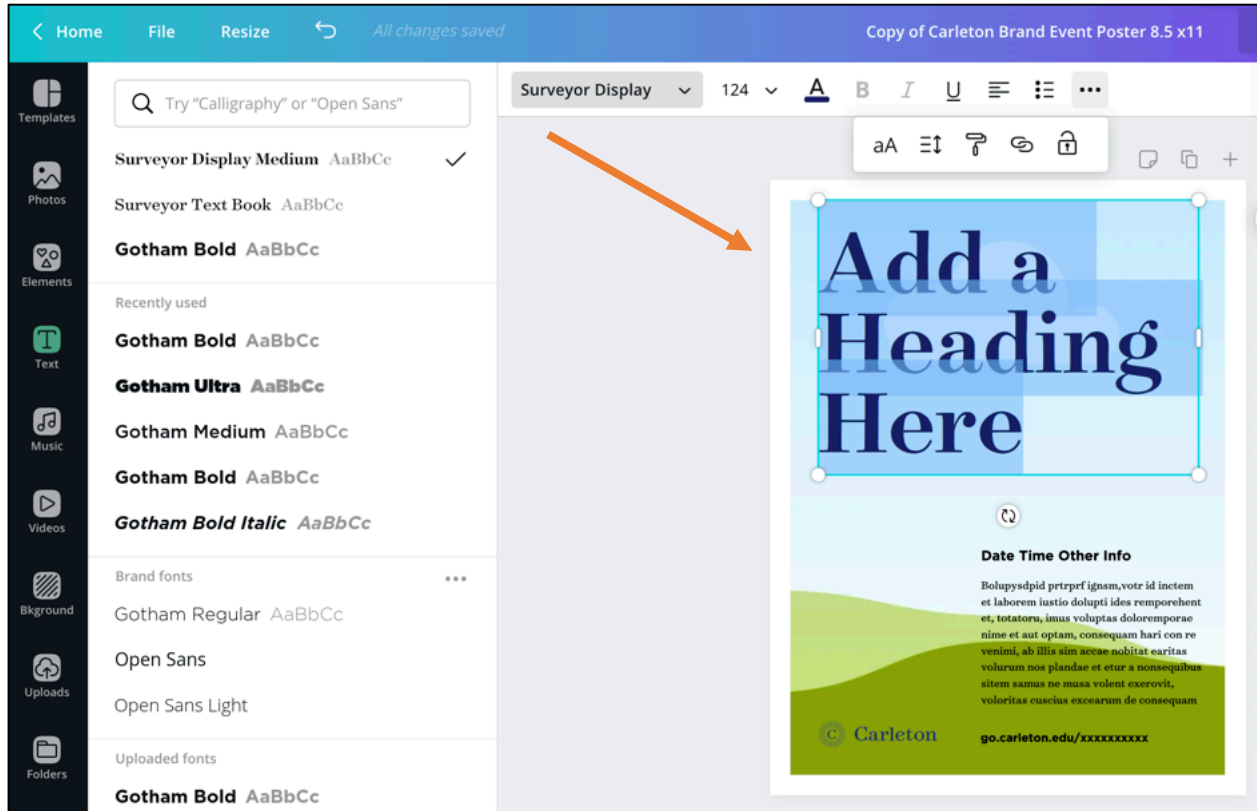 Home File Resize All changes saved Copy of Carleton Brand Event Poster 8.5 x11
Templates
Photos
Elements
Text
Music
Videos
Bkground
Uploads
Folders
Try “Calligraphy” or “Open Sans”
Surveyor Display Medium AaBbCc
Surveyor Text Book AaBbCc
Gotham Bold AaBbCc
Recently used
Gotham Bold AaBbCc
Gotham Ultra AaBbCc
Gotham Medium AaBbCc
Gotham Bold AaBbCc
Gotham Bold Italic AaBbCc
Brand fonts
Gotham Regular AaBbCc
Open Sans
Open Sans Light
Uploaded fonts
Gotham Bold AaBbCc
Surveyor Display 124 A B I U
aA
Add a
Heading
Here
Date Time Other Info
Bolupysdpid prtrprf ignsm,votr id inctem
et laborem iustio dolupti ides remporehent
et, totatoru, imus voluptas doloremporae
nime et aut optam, consequam hari con re
venimi, ab illis sim accae nobitat earitas
volurum nos plandae et etur a nonsequibus
sitem samus ne musa volent exerovit,
voloritas cuscius excearum de consequam
C Carleton
go.carleton.edu/xxxxxxxxxx